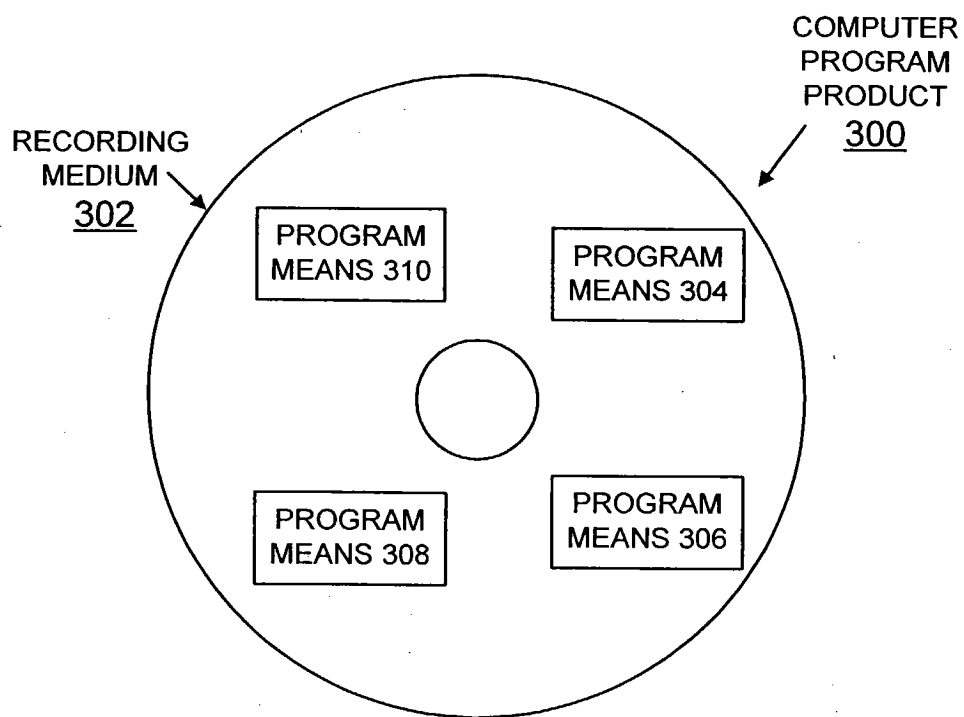 COMPUTER
PROGRAM
PRODUCT
300
RECORDING
MEDIUM
302
PROGRAM
MEANS 310
PROGRAM
MEANS 304
PROGRAM
MEANS 308
PROGRAM
MEANS 306